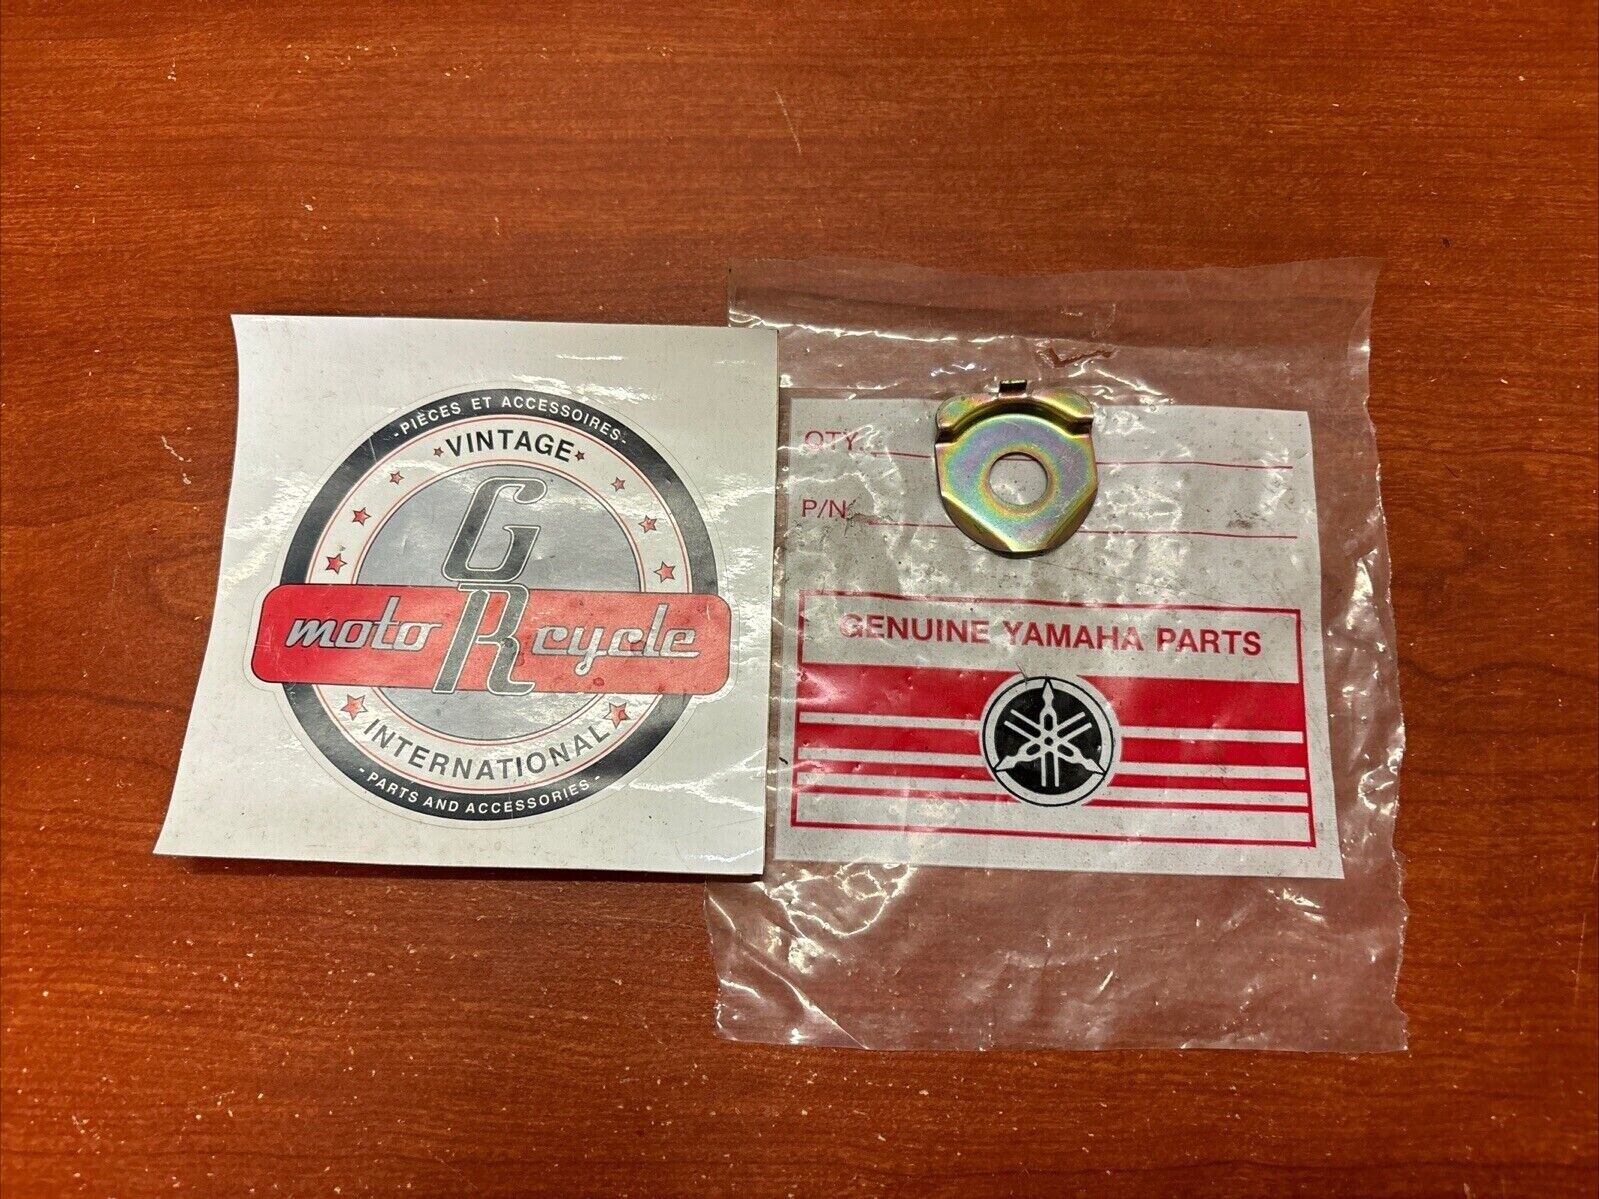 -PIÈCES ET ACCESSOIRES-
VINTAGE
G
moto R cycle
INTERNATIONAL
-PARTS AND ACCESSORIES-
QTY.
P/N
GENUINE YAMAHA PARTS